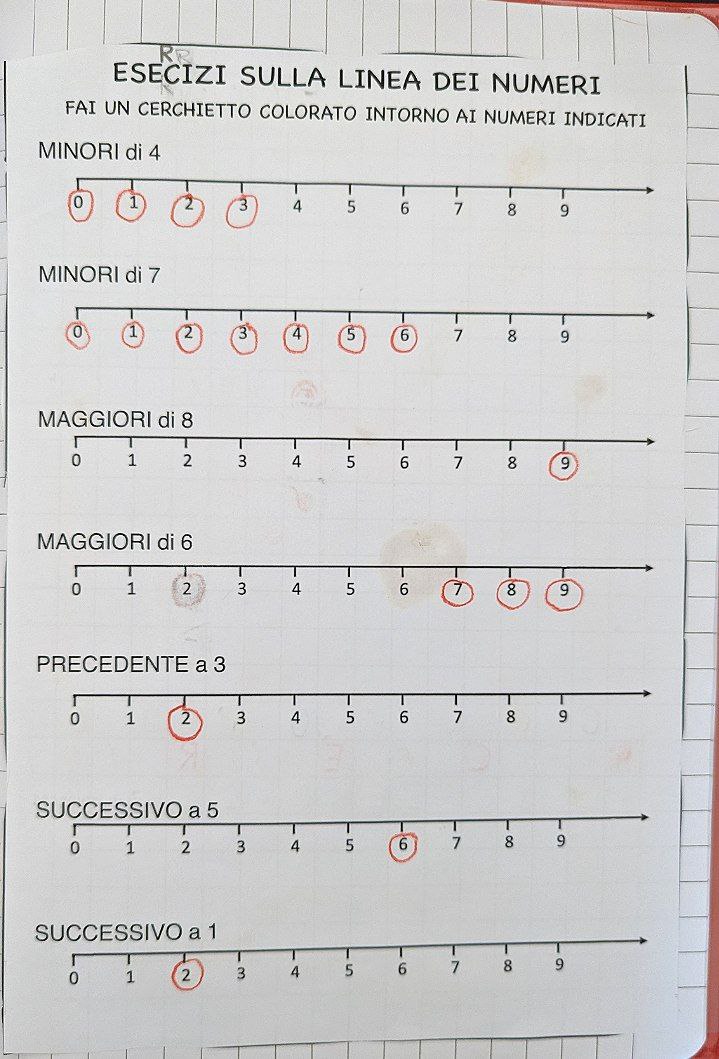 R
ESECIZI SULLA LINEA DEI NUMERI
FAI UN CERCHIETTO COLORATO INTORNO AI NUMERI INDICATI
MINORI di 4
0 1 2 3 4 5 6 7 8 9
MINORI di 7
0 1 2 3 4 5 6 7 8 9
MAGGIORI di 8
0 1 2 3 4 5 6 7 8 9
MAGGIORI di 6
0 1 2 3 4 5 6 7 8 9
PRECEDENTE a 3
0 1 2 3 4 5 6 7 8 9
SUCCESSIVO a 5
0 1 2 3 4 5 6 7 8 9
SUCCESSIVO a 1
0 1 2 3 4 5 6 7 8 9